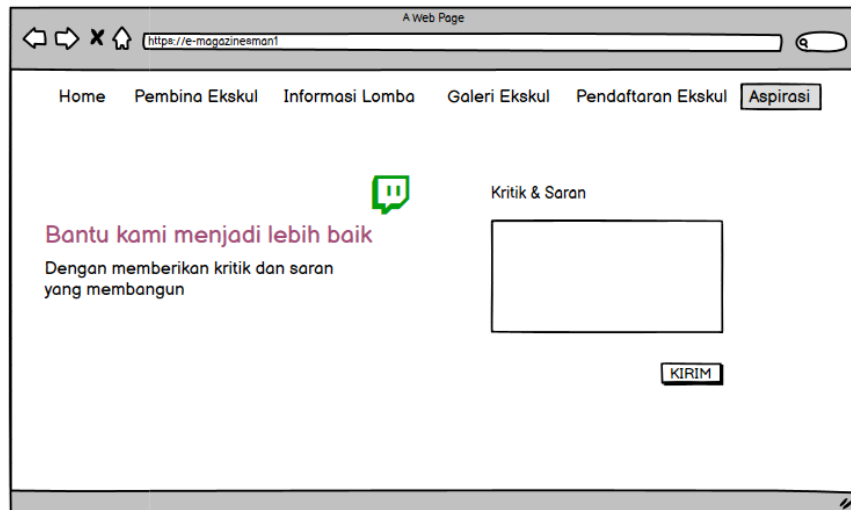 A Web Page
https://e-magazinesman1
Home Pembina Ekskul Informasi Lomba Galeri Ekskul Pendaftaran Ekskul Aspirasi
Kritik & Saran
Bantu kami menjadi lebih baik
Dengan memberikan kritik dan saran
yang membangun
KIRIM